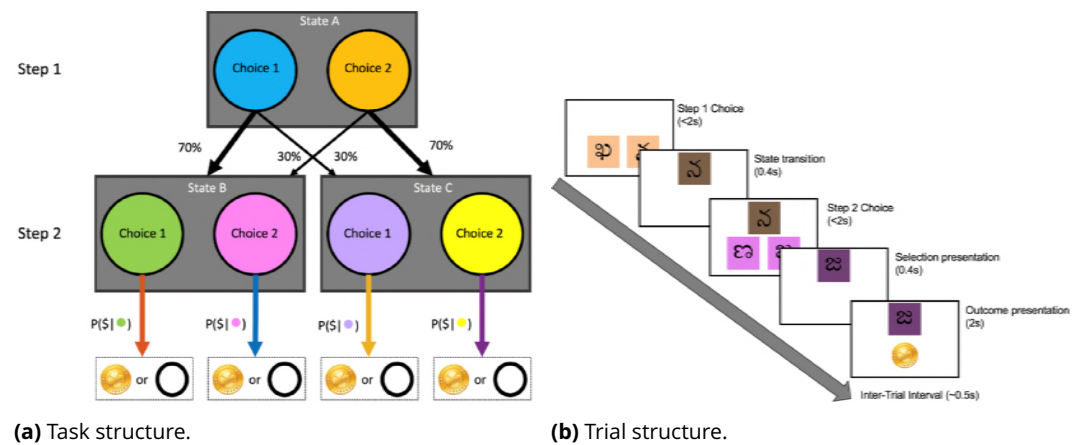 State A
Step 1
Choice 1
Choice 2
70%
30%
30%
70%
State B
State C
Step 2
Choice 1
Choice 2
Choice 1
Choice 2
P($|●)
P($|●)
P($|●)
P($|●)
or
or
or
or
(a) Task structure.
Step 1 Choice
(<2s)
State transition
(0.4s)
Step 2 Choice
(<2s)
Selection presentation
(0.4s)
Outcome presentation
(2s)
Inter-Trial Interval (~0.5s)
(b) Trial structure.